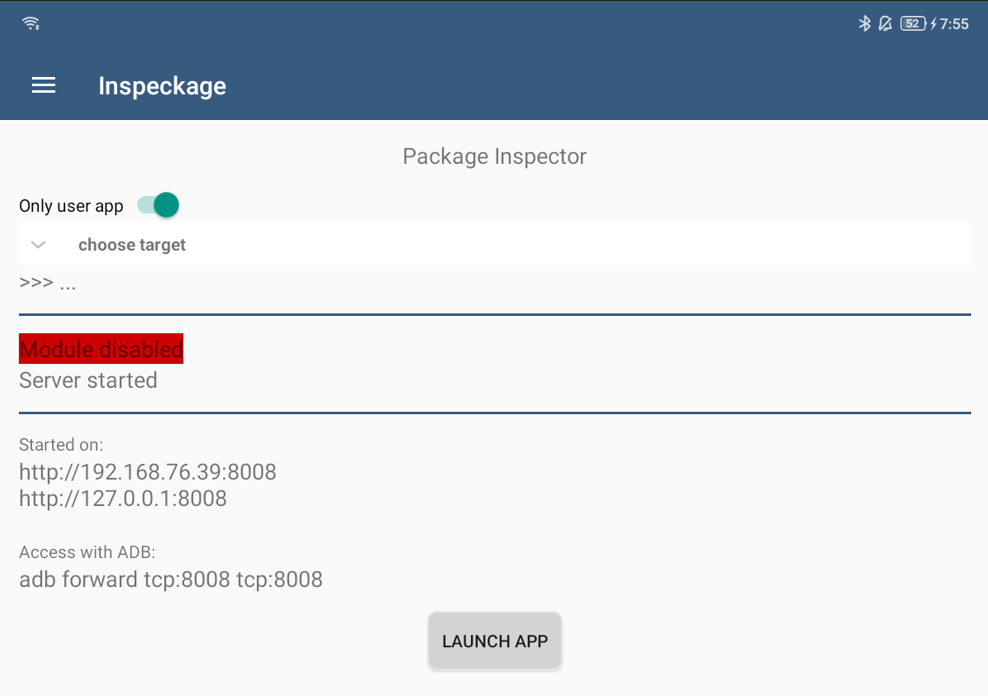 52 7:55
Inspeckage
Package Inspector
Only user app
choose target
>>> ...
Module disabled
Server started
Started on:
http://192.168.76.39:8008
http://127.0.0.1:8008
Access with ADB:
adb forward tcp:8008 tcp:8008
LAUNCH APP